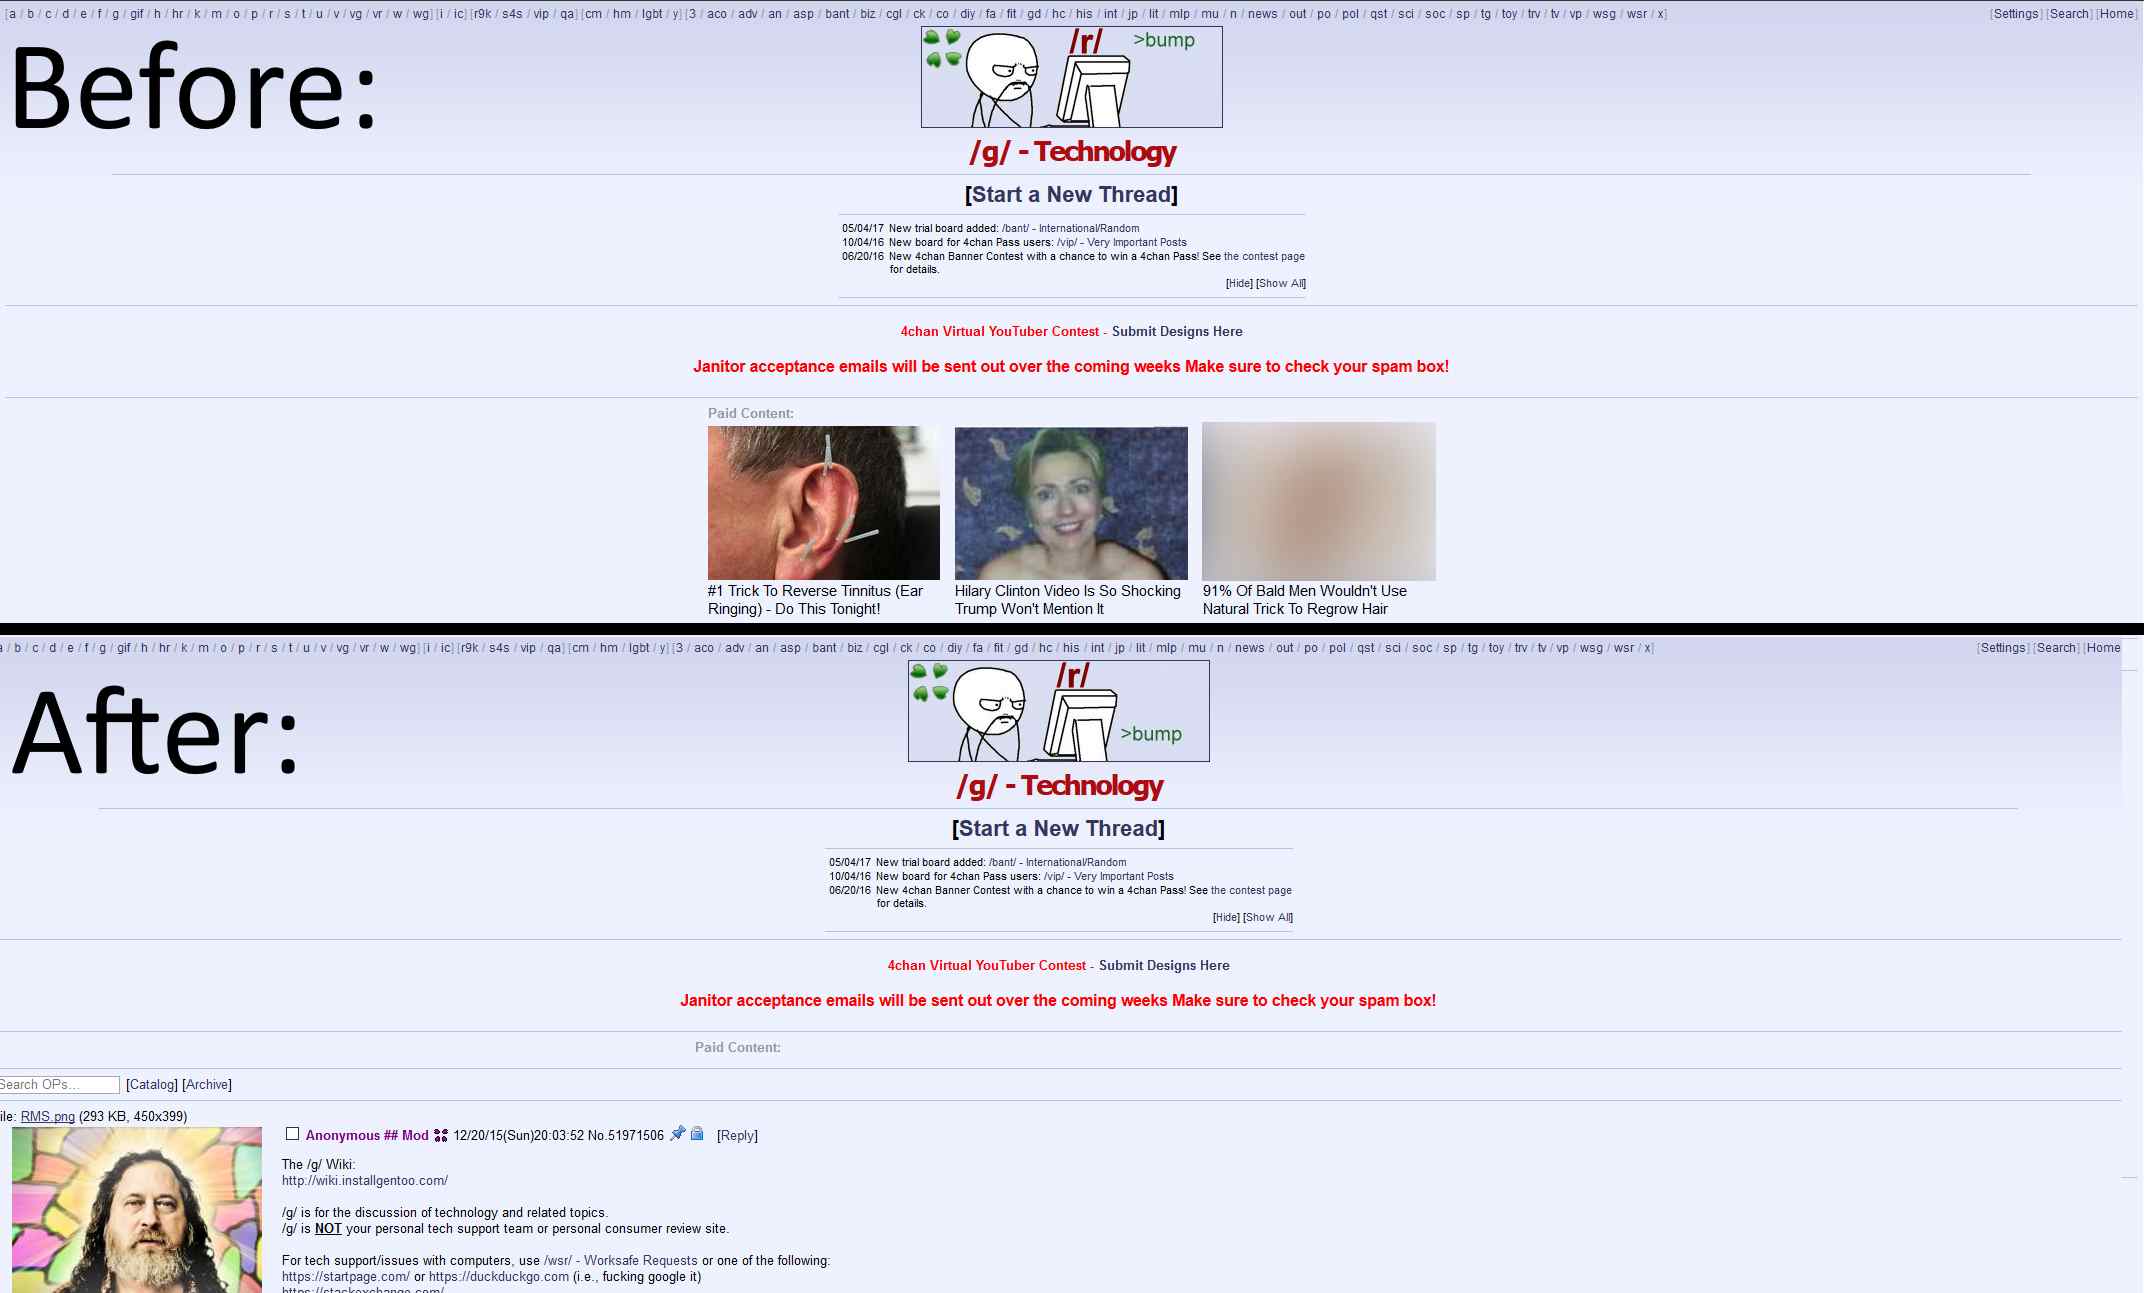 [a / b / c / d / e / f / g / gif / h / hr / k / m / o / p / r / s / t / u / v / vg / vr / w / wg] [i / ic] [r9k / s4s / vip / qa] [cm / hm / lgbt / y] [3 / aco / adv / an / asp / bant / biz / cgl / ck / co / diy / fa / fit / gd / hc / his / int / jp / lit / mlp / mu / n / news / out / po / pol / qst / sci / soc / sp / tg / toy / trv / tv / vp / wsg / wsr / x] [Settings] [Search] [Home]
Before:
/r/ >bump
/g/ - Technology
[Start a New Thread]
05/04/17 New trial board added: /bant/ - International/Random
10/04/16 New board for 4chan Pass users: /vip/ - Very Important Posts
06/20/16 New 4chan Banner Contest with a chance to win a 4chan Pass! See the contest page
for details.
[Hide] [Show All]
4chan Virtual YouTuber Contest - Submit Designs Here
Janitor acceptance emails will be sent out over the coming weeks Make sure to check your spam box!
Paid Content:
#1 Trick To Reverse Tinnitus (Ear
Ringing) - Do This Tonight!
Hilary Clinton Video Is So Shocking
Trump Won't Mention It
91% Of Bald Men Wouldn't Use
Natural Trick To Regrow Hair
/ b / c / d / e / f / g / gif / h / hr / k / m / o / p / r / s / t / u / v / vg / vr / w / wg] [i / ic] [r9k / s4s / vip / qa] [cm / hm / lgbt / y] [3 / aco / adv / an / asp / bant / biz / cgl / ck / co / diy / fa / fit / gd / hc / his / int / jp / lit / mlp / mu / n / news / out / po / pol / qst / sci / soc / sp / tg / toy / trv / tv / vp / wsg / wsr / x] [Settings] [Search] [Home
After:
/r/
>bump
/g/ - Technology
[Start a New Thread]
05/04/17 New trial board added: /bant/ - International/Random
10/04/16 New board for 4chan Pass users: /vip/ - Very Important Posts
06/20/16 New 4chan Banner Contest with a chance to win a 4chan Pass! See the contest page
for details.
[Hide] [Show All]
4chan Virtual YouTuber Contest - Submit Designs Here
Janitor acceptance emails will be sent out over the coming weeks Make sure to check your spam box!
Paid Content:
Search OPs... [Catalog] [Archive]
ile: RMS.png (293 KB, 450x399)
Anonymous ## Mod 12/20/15(Sun)20:03:52 No.51971506 [Reply]
The /g/ Wiki:
http://wiki.installgentoo.com/
/g/ is for the discussion of technology and related topics.
/g/ is NOT your personal tech support team or personal consumer review site.
For tech support/issues with computers, use /wsr/ - Worksafe Requests or one of the following:
https://startpage.com/ or https://duckduckgo.com (i.e., fucking google it)
https://stackexchange.com/